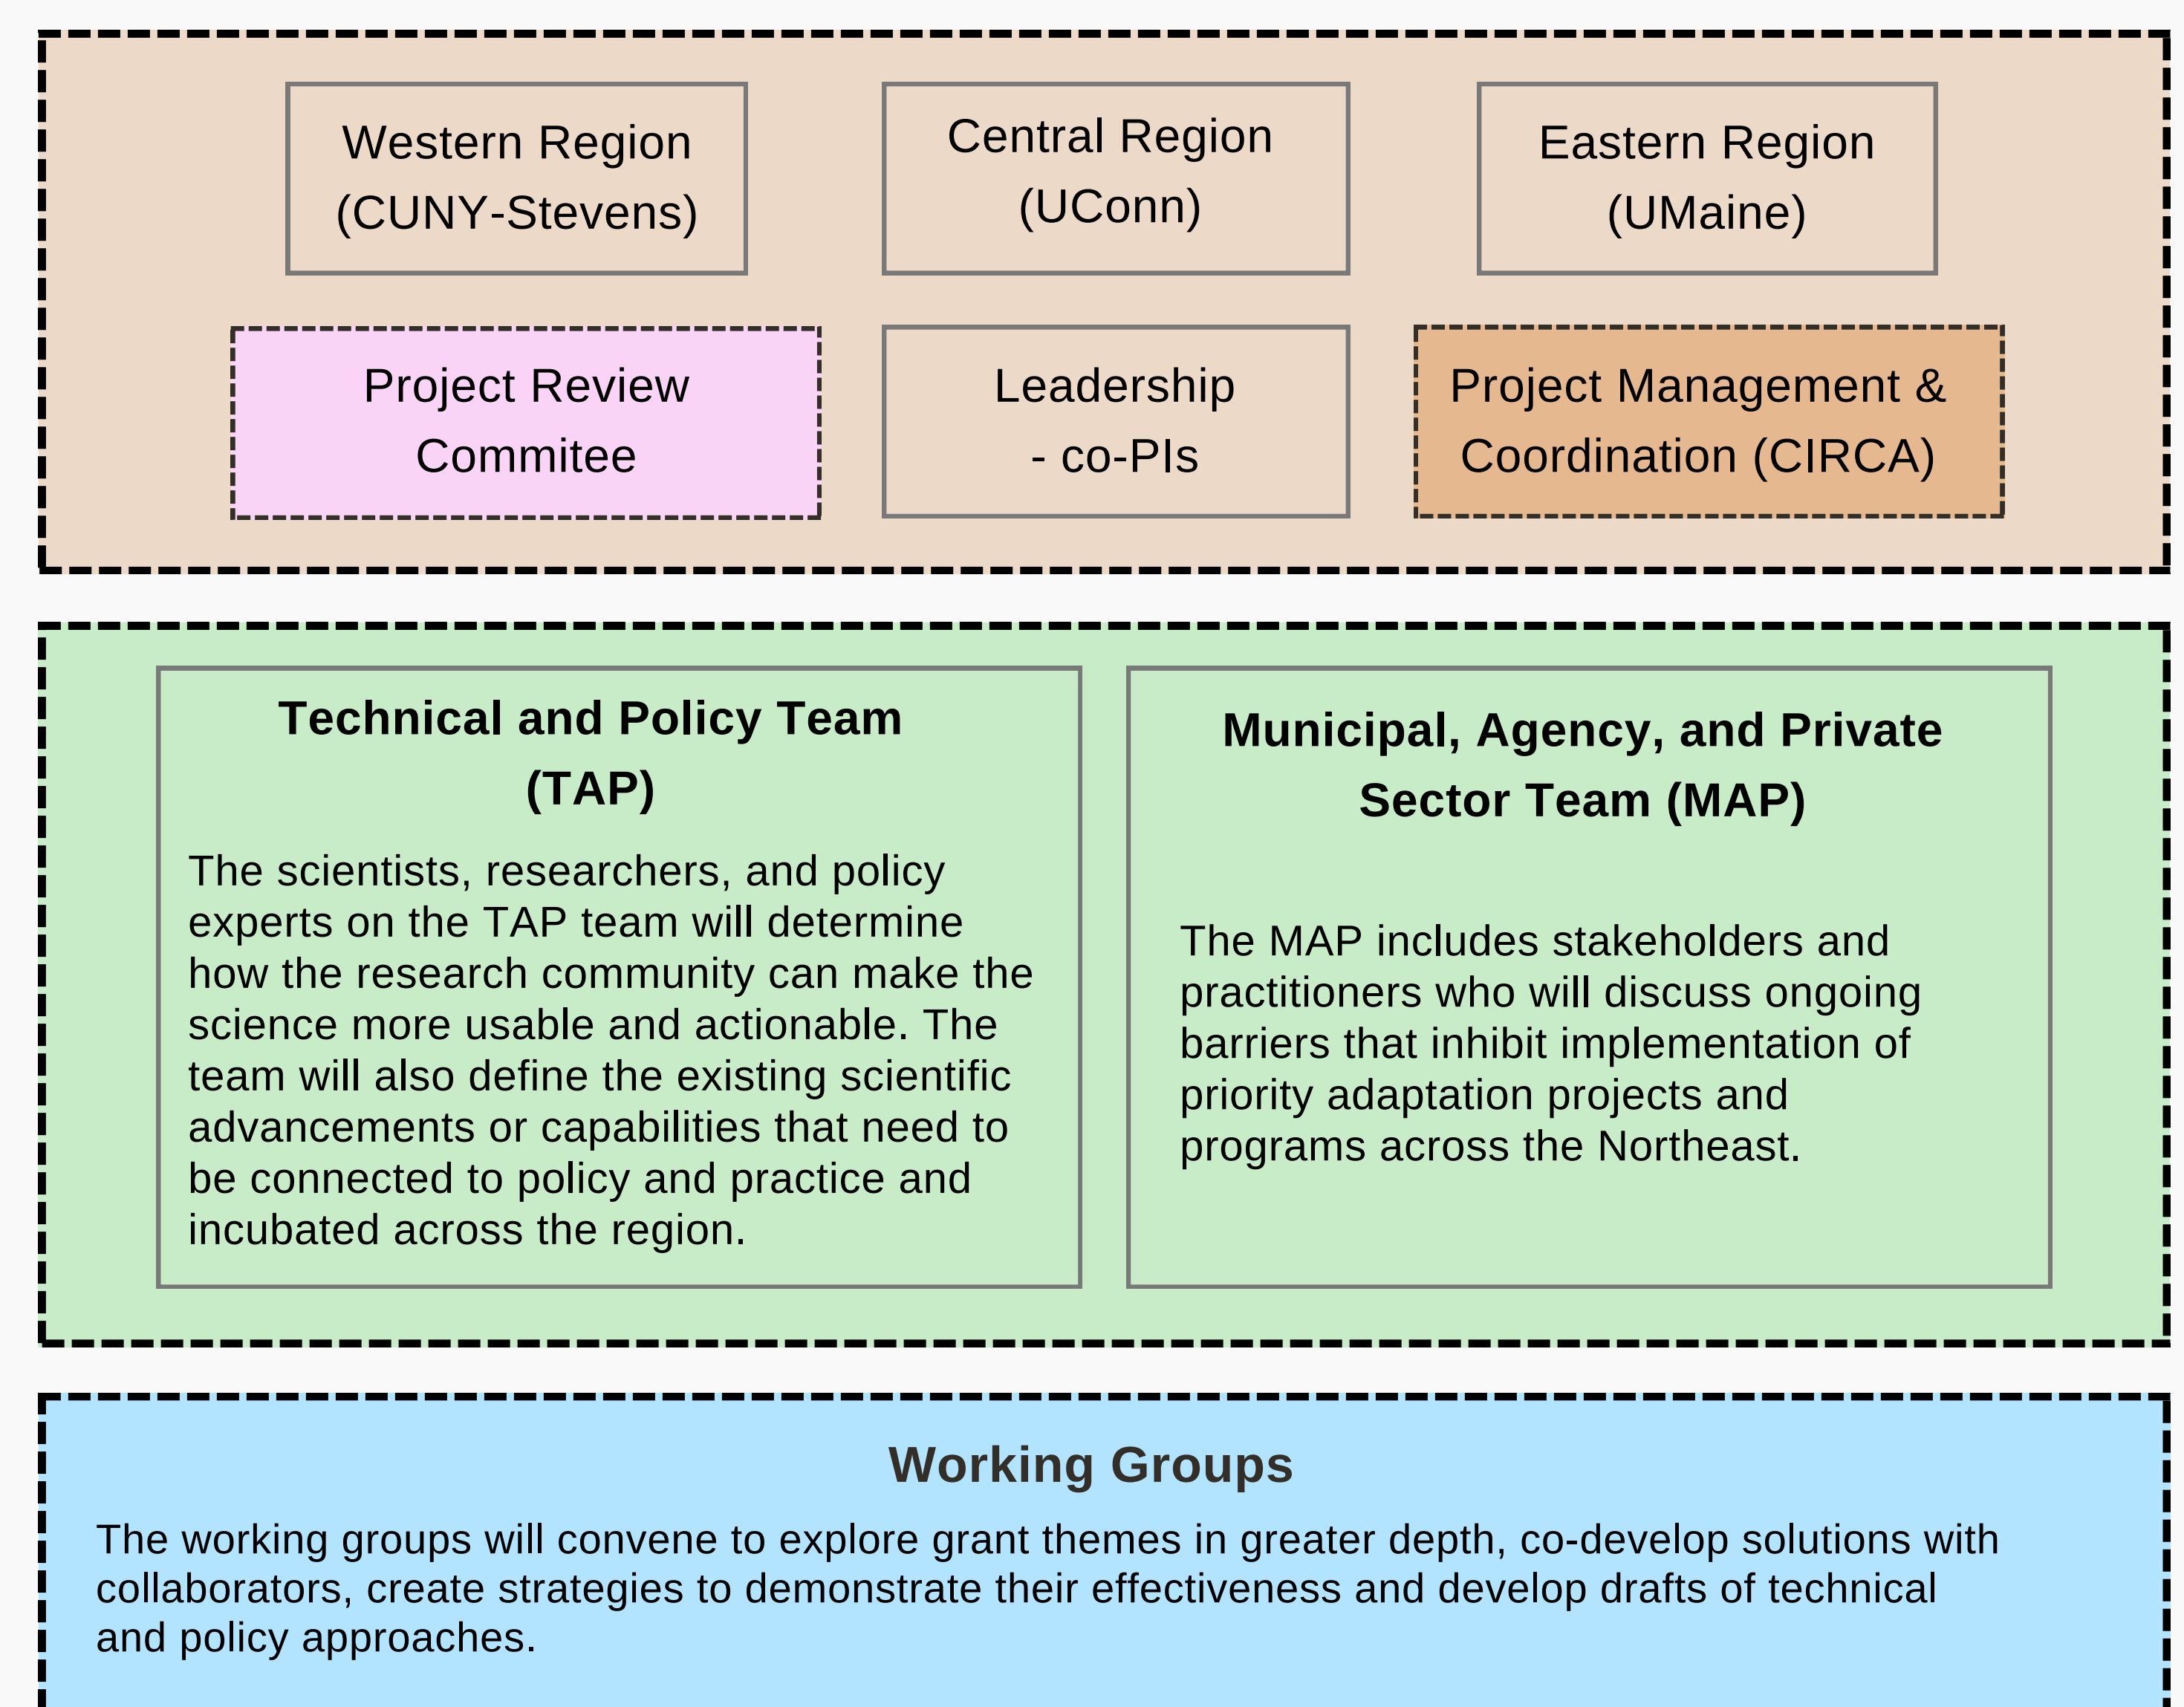 Western Region
(CUNY-Stevens)
Central Region
(UConn)
Eastern Region
(UMaine)
Project Review
Commitee
Leadership
- co-PIs
Project Management &
Coordination (CIRCA)
Technical and Policy Team
(TAP)
The scientists, researchers, and policy
experts on the TAP team will determine
how the research community can make the
science more usable and actionable. The
team will also define the existing scientific
advancements or capabilities that need to
be connected to policy and practice and
incubated across the region.
Municipal, Agency, and Private
Sector Team (MAP)
The MAP includes stakeholders and
practitioners who will discuss ongoing
barriers that inhibit implementation of
priority adaptation projects and
programs across the Northeast.
Working Groups
The working groups will convene to explore grant themes in greater depth, co-develop solutions with
collaborators, create strategies to demonstrate their effectiveness and develop drafts of technical
and policy approaches.